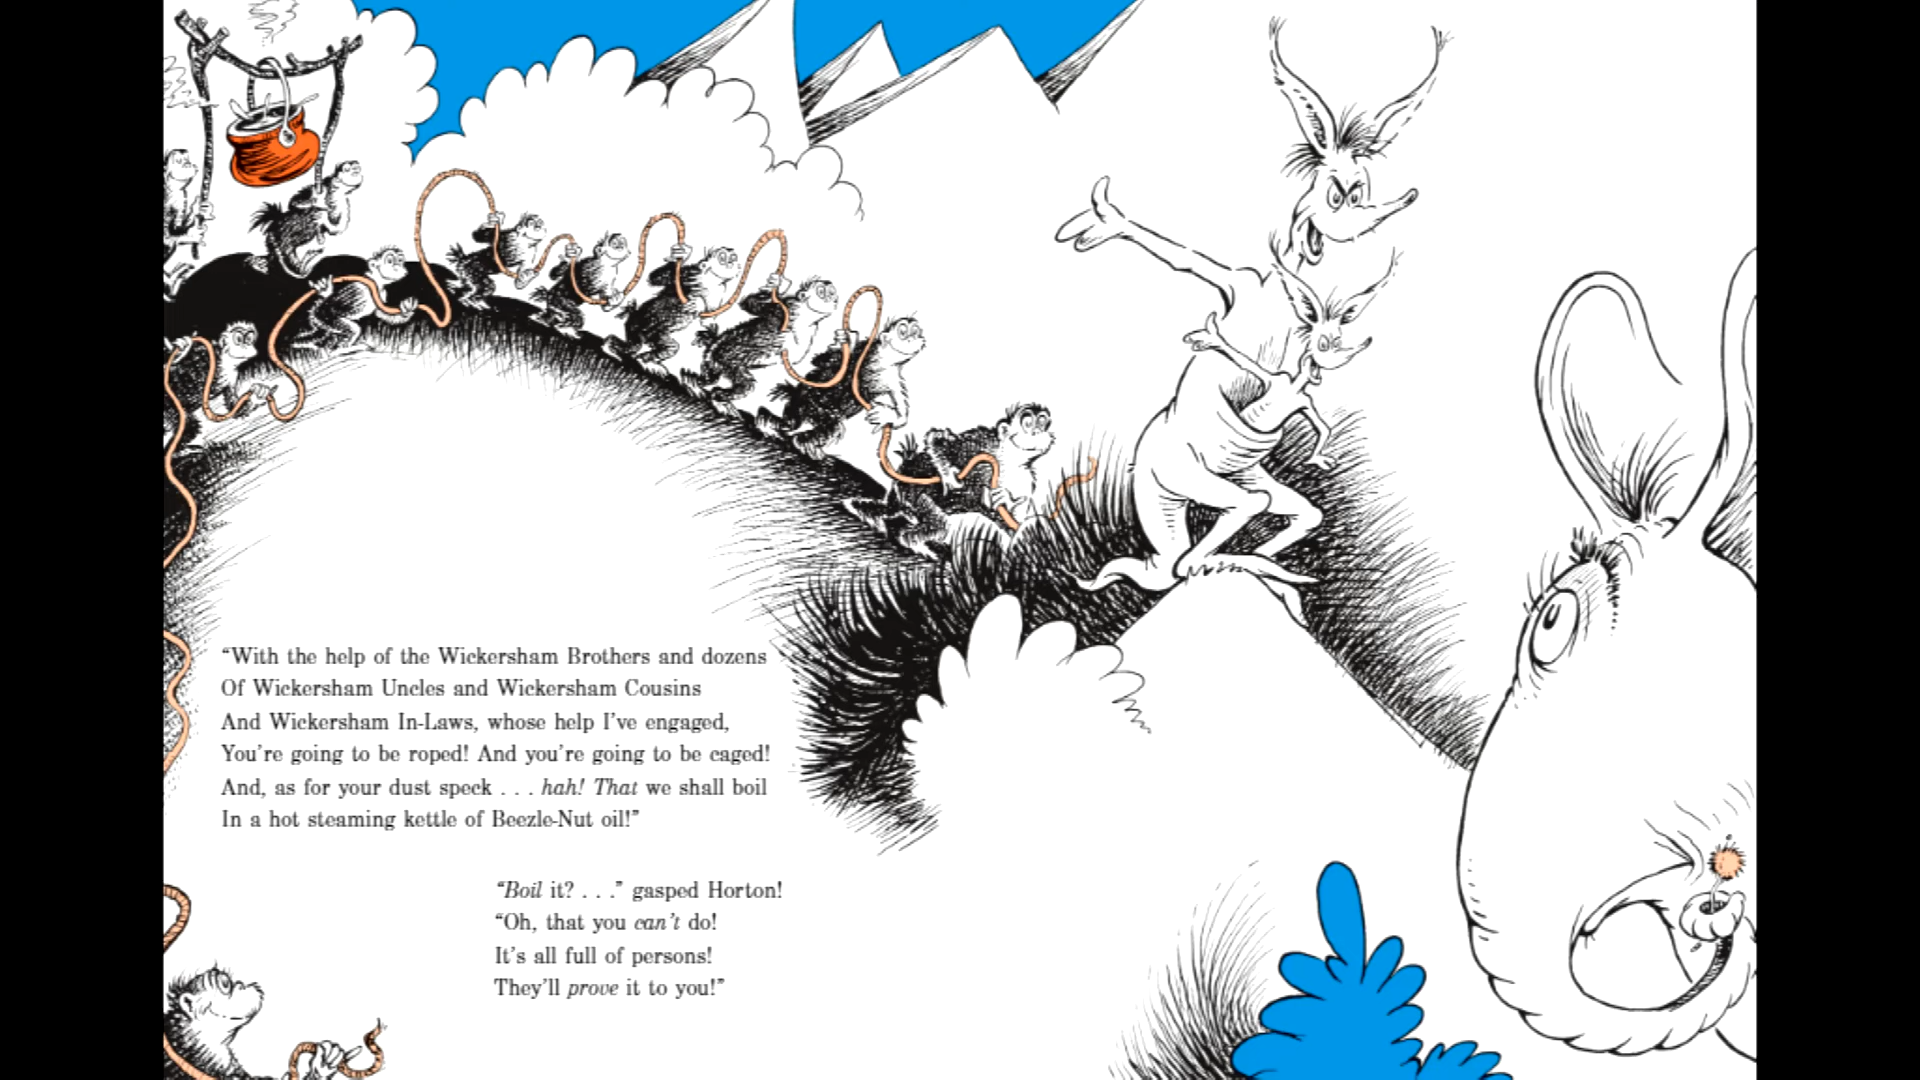 “With the help of the Wickersham Brothers and dozens
Of Wickersham Uncles and Wickersham Cousins
And Wickersham In-Laws, whose help I’ve engaged,
You’re going to be roped! And you’re going to be caged!
And, as for your dust speck . . . hah! That we shall boil
In a hot steaming kettle of Beezle-Nut oil!”
“Boil it? . . .” gasped Horton!
“Oh, that you can’t do!
It’s all full of persons!
They’ll prove it to you!”